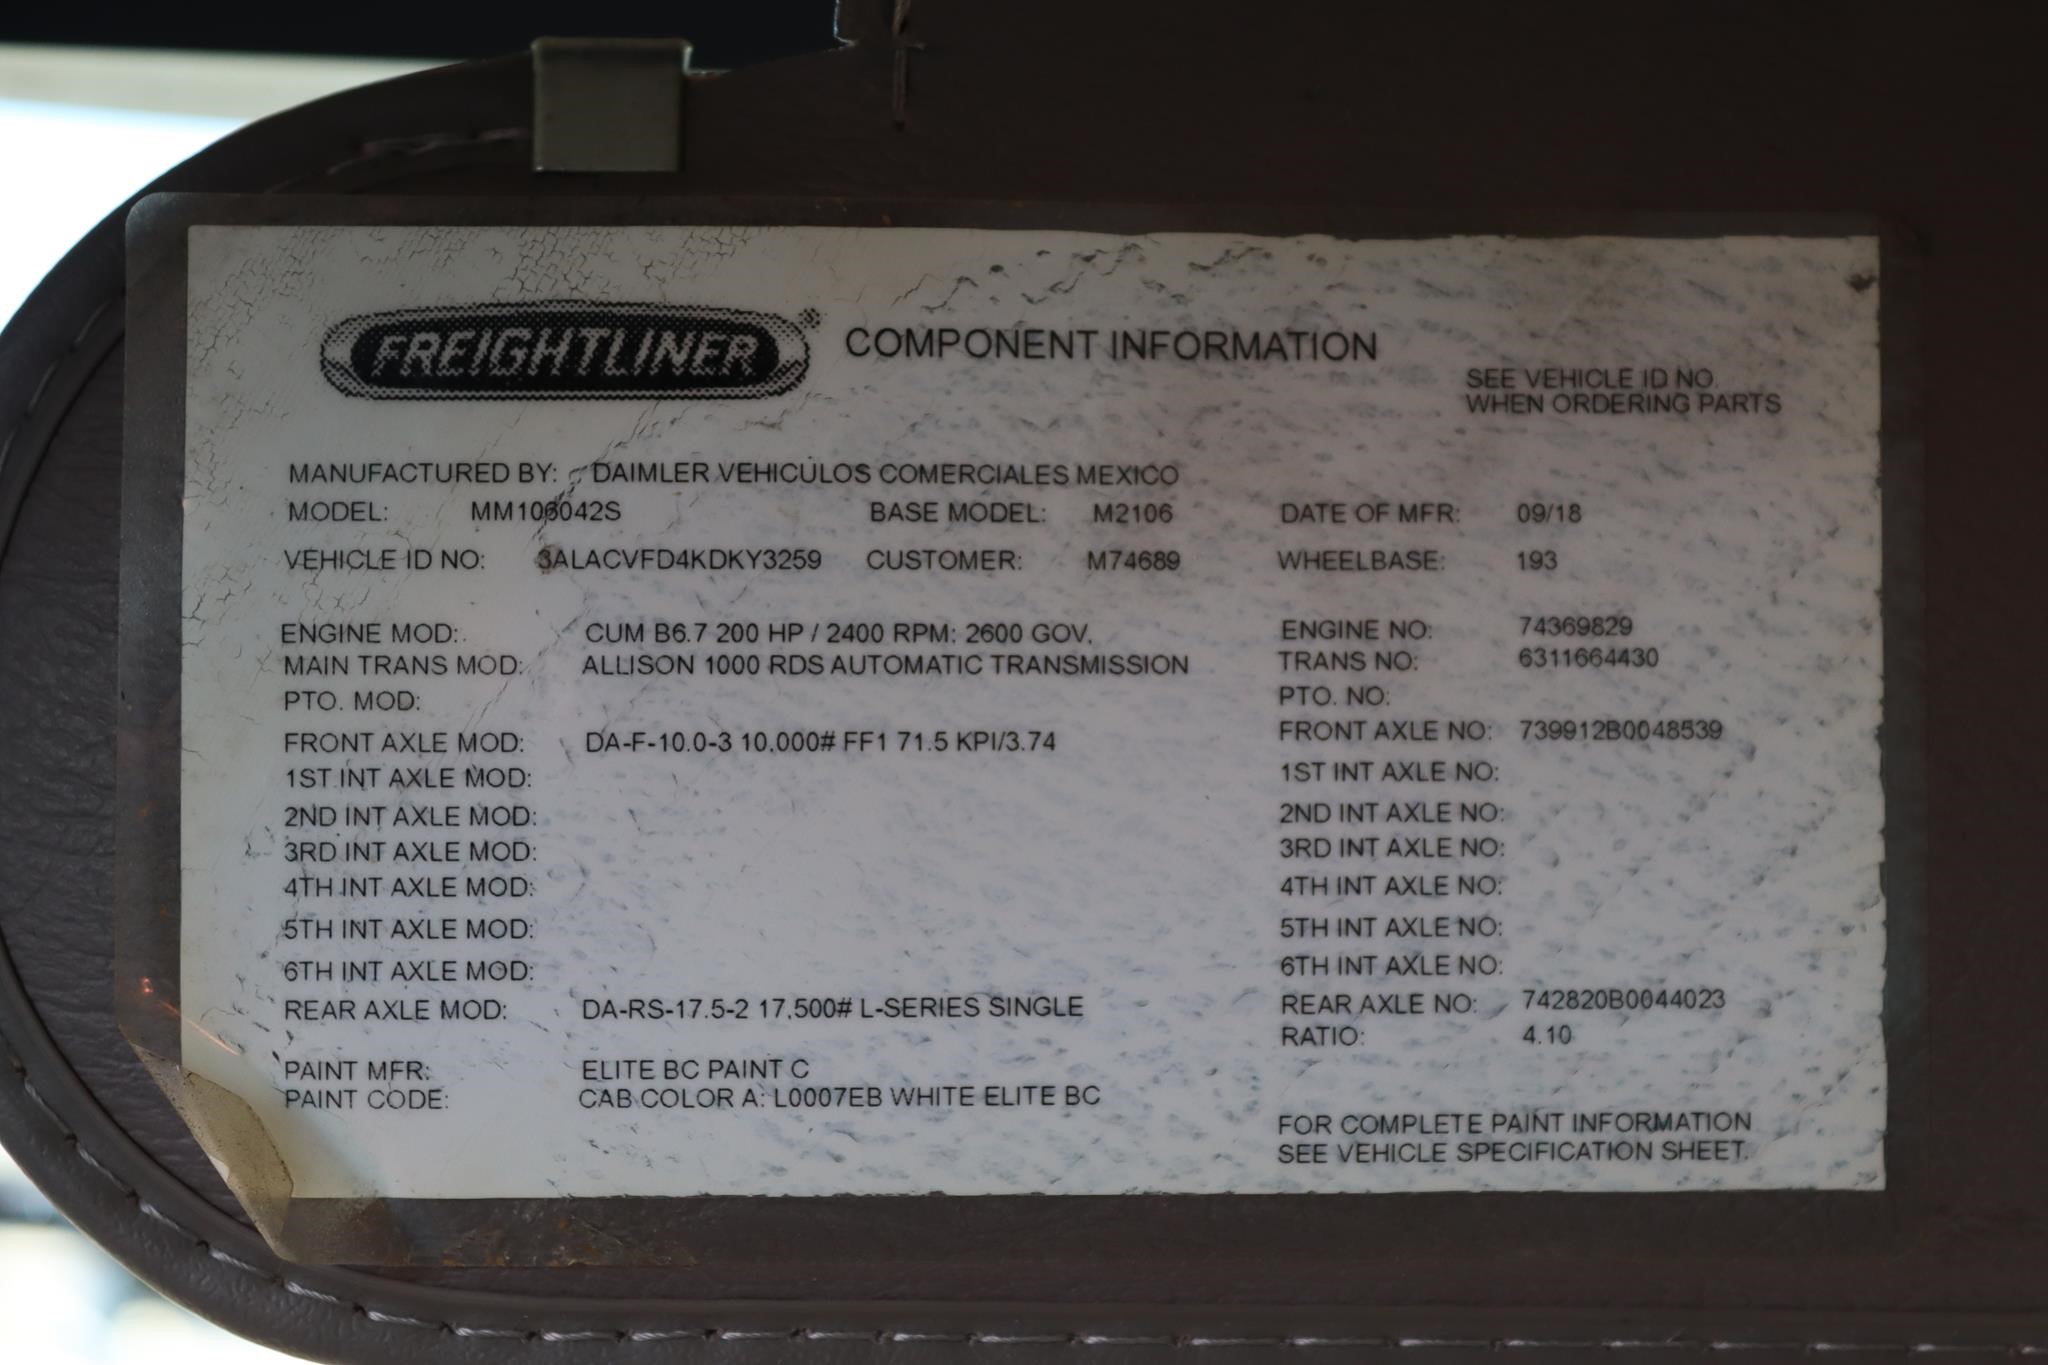 FREIGHTLINER® COMPONENT INFORMATION
SEE VEHICLE ID NO.
WHEN ORDERING PARTS
MANUFACTURED BY: DAIMLER VEHICULOS COMERCIALES MEXICO
MODEL: MM106042S BASE MODEL: M2106 DATE OF MFR: 09/18
VEHICLE ID NO: 3ALACVFD4KDKY3259 CUSTOMER: M74689 WHEELBASE: 193
ENGINE MOD: CUM B6.7 200 HP / 2400 RPM: 2600 GOV. ENGINE NO: 74369829
MAIN TRANS MOD: ALLISON 1000 RDS AUTOMATIC TRANSMISSION TRANS NO: 6311664430
PTO. MOD: PTO. NO:
FRONT AXLE MOD: DA-F-10.0-3 10,000# FF1 71.5 KPI/3.74 FRONT AXLE NO: 739912B0048539
1ST INT AXLE MOD: 1ST INT AXLE NO:
2ND INT AXLE MOD: 2ND INT AXLE NO:
3RD INT AXLE MOD: 3RD INT AXLE NO:
4TH INT AXLE MOD: 4TH INT AXLE NO:
5TH INT AXLE MOD: 5TH INT AXLE NO:
6TH INT AXLE MOD: 6TH INT AXLE NO:
REAR AXLE MOD: DA-RS-17.5-2 17,500# L-SERIES SINGLE REAR AXLE NO: 742820B0044023
RATIO: 4.10
PAINT MFR: ELITE BC PAINT C
PAINT CODE: CAB COLOR A: L0007EB WHITE ELITE BC
FOR COMPLETE PAINT INFORMATION
SEE VEHICLE SPECIFICATION SHEET.